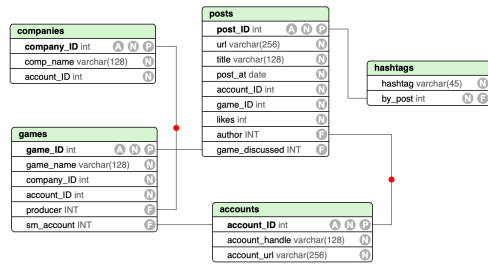 posts
post_ID int A N P
url varchar(256) N
title varchar(128) N
post_at date N
account_ID int N
game_ID int N
likes int N
author INT F
game_discussed INT F
companies
company_ID int A N P
comp_name varchar(128) N
account_ID int N
hashtags
hashtag varchar(45) N
by_post int N F
games
game_ID int A N P
game_name varchar(128) N
company_ID int N
account_ID int N
producer INT F
sm_account INT F
accounts
account_ID int A N P
account_handle varchar(128) N
account_url varchar(256) N